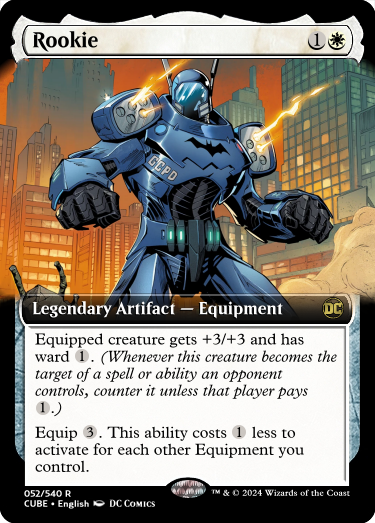 Rookie 1
GCPD
Legendary Artifact — Equipment DC
Equipped creature gets +3/+3 and has
ward 1. (Whenever this creature becomes the
target of a spell or ability an opponent
controls, counter it unless that player pays
1.)
Equip 3. This ability costs 1 less to
activate for each other Equipment you
control.
052/540 R
CUBE • English DC Comics
™ & © 2024 Wizards of the Coast